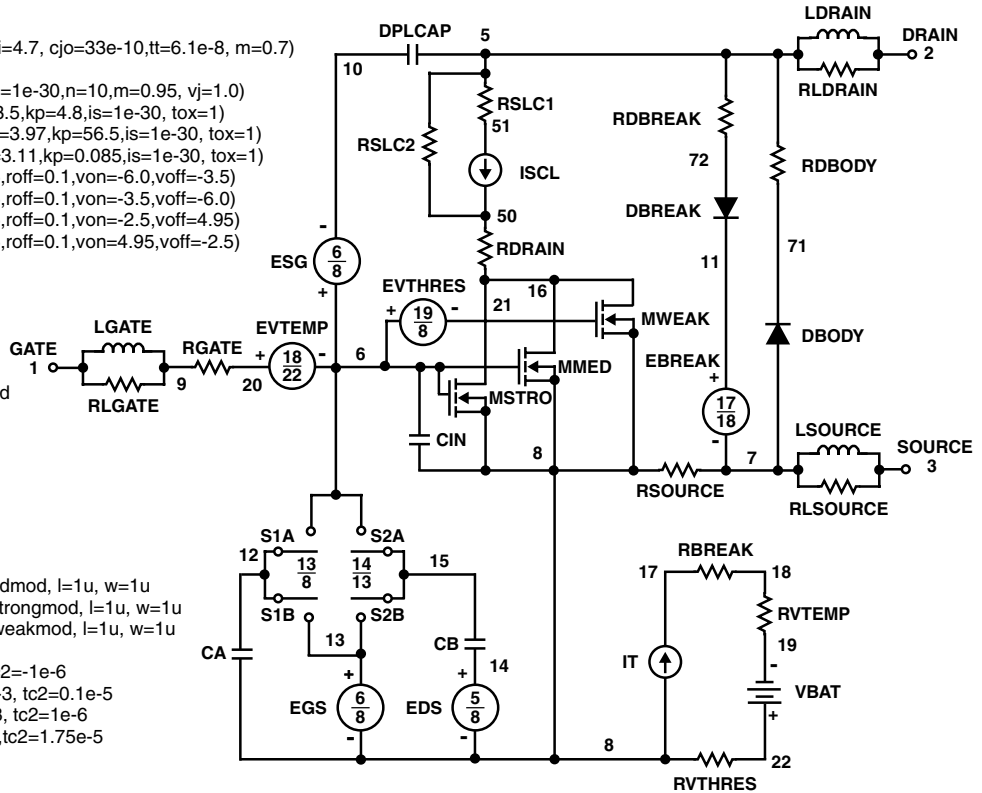 i=4.7, cjo=33e-10,tt=6.1e-8, m=0.7)
=1e-30,n=10,m=0.95, vj=1.0)
3.5,kp=4.8,is=1e-30, tox=1)
=3.97,kp=56.5,is=1e-30, tox=1)
=3.11,kp=0.085,is=1e-30, tox=1)
,roff=0.1,von=-6.0,voff=-3.5)
,roff=0.1,von=-3.5,voff=-6.0)
,roff=0.1,von=-2.5,voff=4.95)
,roff=0.1,von=4.95,voff=-2.5)
d
dmod, l=1u, w=1u
trongmod, l=1u, w=1u
weakmod, l=1u, w=1u
2=-1e-6
-3, tc2=0.1e-5
3, tc2=1e-6
,tc2=1.75e-5
LDRAIN
DPLCAP 5 DRAIN
2
10
RLDRAIN
RSLC1
51
RDBREAK
RSLC2
72
RDBODY
ISCL
DBREAK
50
- 
RDRAIN
71
ESG 6
8
11
+
EVTHRES 16
+ 19 - 21
8
MWEAK
LGATE EVTEMP
DBODY
GATE RGATE + 18 - 6
MMED
EBREAK
1 22
+
9 20
MSTRO
RLGATE
17
18
LSOURCE
CIN
-
SOURCE
8 7
3
RSOURCE
RLSOURCE
S1A S2A
12 13 14 15
8 13
RBREAK
17 18
S1B S2B
RVTEMP
13
CA CB
19
+ + 14
IT
-
VBAT
EGS 6 EDS 5
8 8
+
- -
8
22
RVTHRES